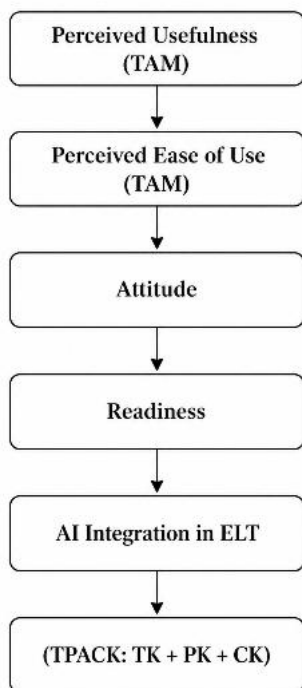 Perceived Usefulness
(TAM)
Perceived Ease of Use
(TAM)
Attitude
Readiness
AI Integration in ELT
(TPACK: TK + PK + CK)